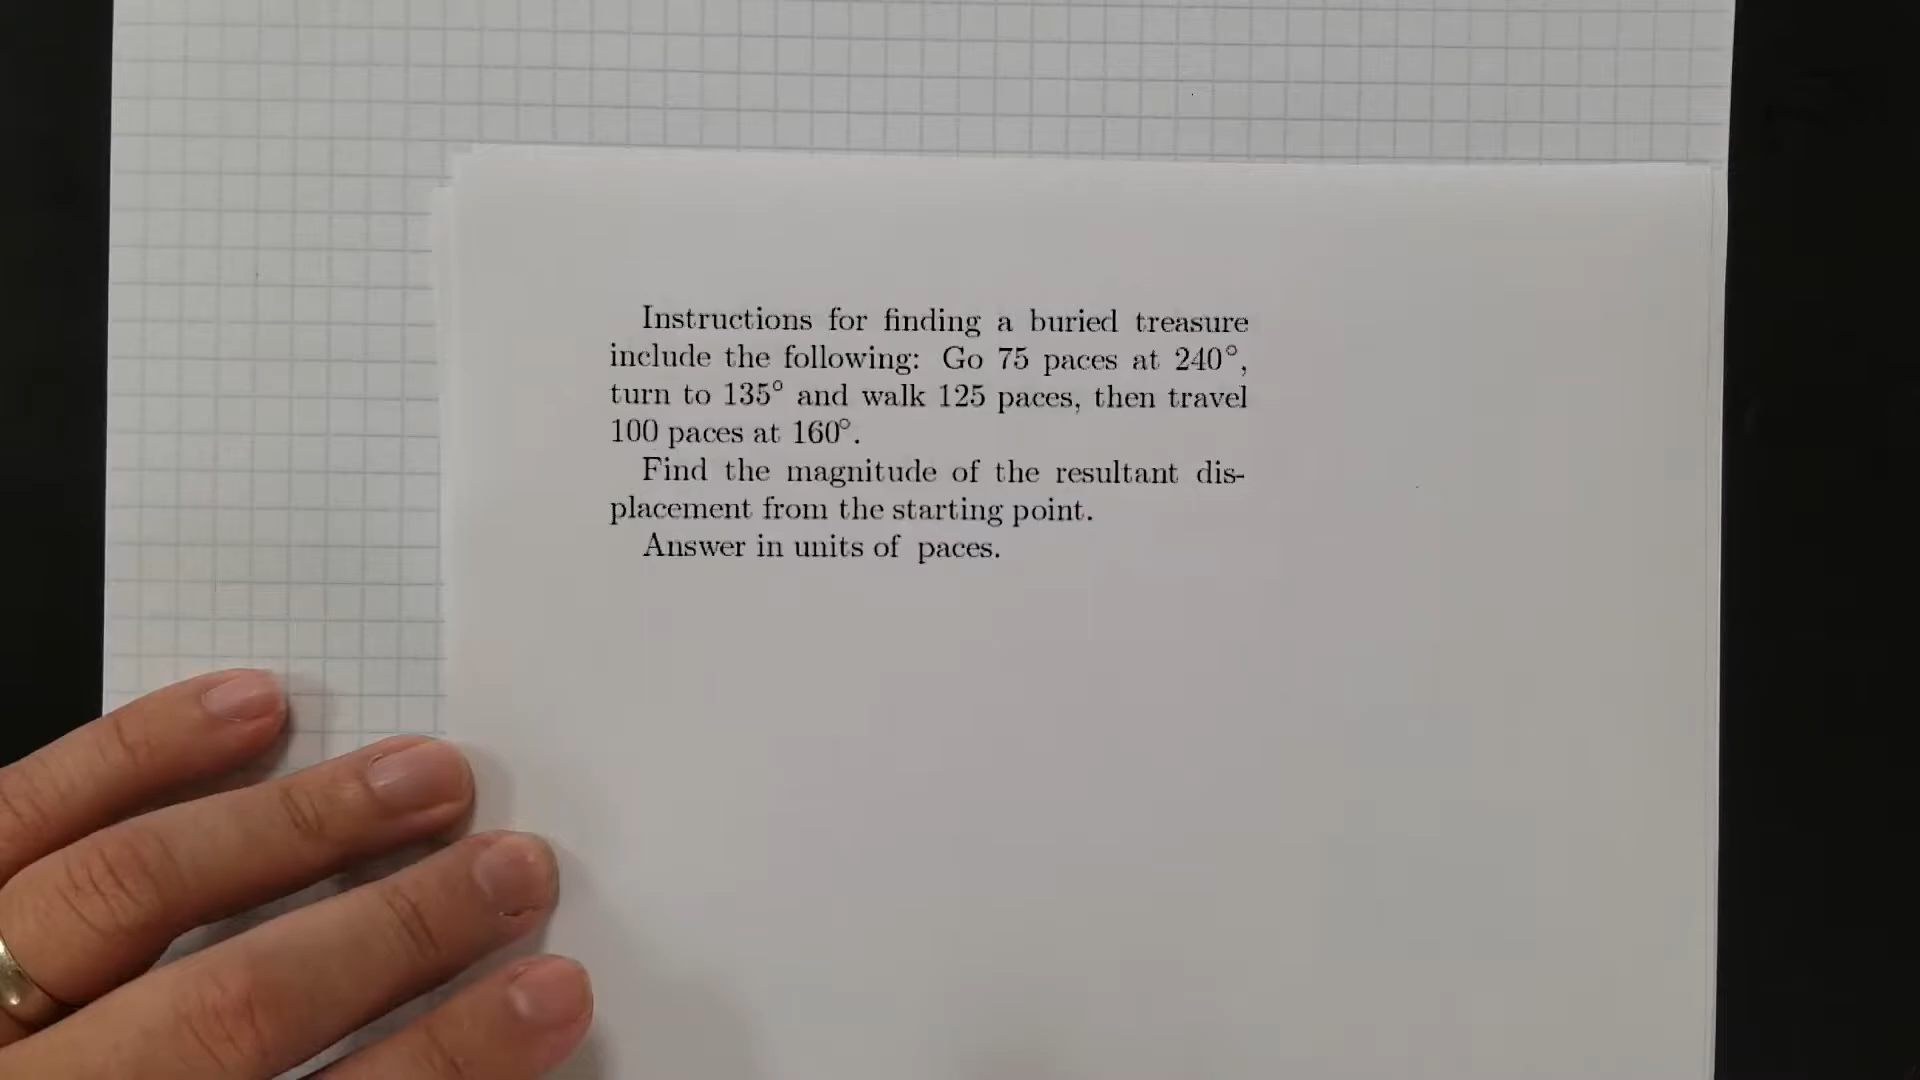 Instructions for finding a buried treasure
include the following: Go 75 paces at 240°,
turn to 135° and walk 125 paces, then travel
100 paces at 160°.
Find the magnitude of the resultant dis-
placement from the starting point.
Answer in units of paces.